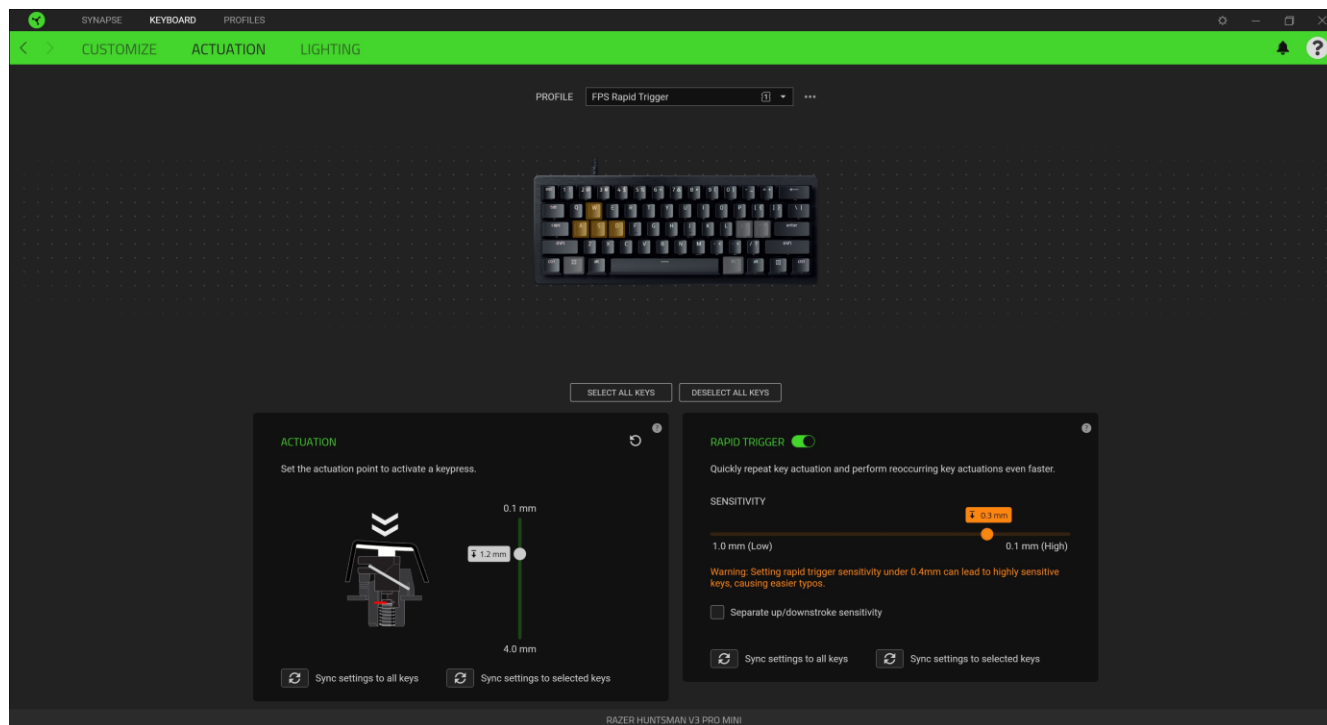 SYNAPSE KEYBOARD PROFILES
CUSTOMIZE ACTUATION LIGHTING
PROFILE FPS Rapid Trigger 1
SELECT ALL KEYS DESELECT ALL KEYS
ACTUATION
Set the actuation point to activate a keypress.
0.1 mm
1.2 mm
4.0 mm
Sync settings to all keys Sync settings to selected keys
RAPID TRIGGER
Quickly repeat key actuation and perform reoccurring key actuations even faster.
SENSITIVITY
0.3 mm
1.0 mm (Low) 0.1 mm (High)
Warning: Setting rapid trigger sensitivity under 0.4mm can lead to highly sensitive
keys, causing easier typos.
Separate up/downstroke sensitivity
Sync settings to all keys Sync settings to selected keys
RAZER HUNTSMAN V3 PRO MINI